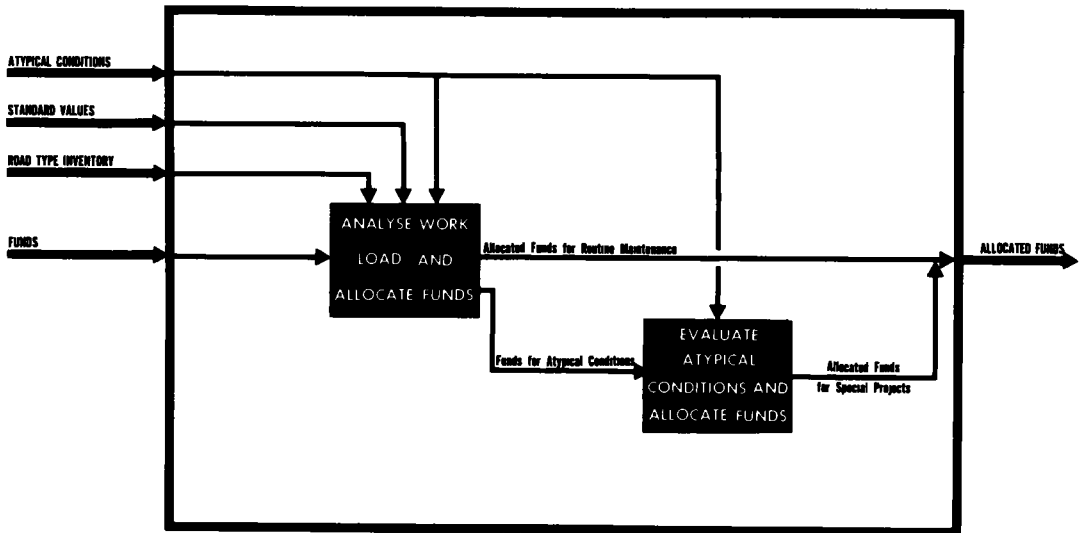 ATYPICAL CONDITIONS
STANDARD VALUES
ROAD TYPE INVENTORY
FUNDS
ANALYSE WORK
LOAD AND
ALLOCATE FUNDS
Allocated Funds for Routine Maintenance
ALLOCATED FUNDS
Funds for Atypical Conditions
EVALUATE
ATYPICAL
CONDITIONS AND
ALLOCATE FUNDS
Allocated Funds
for Special Projects